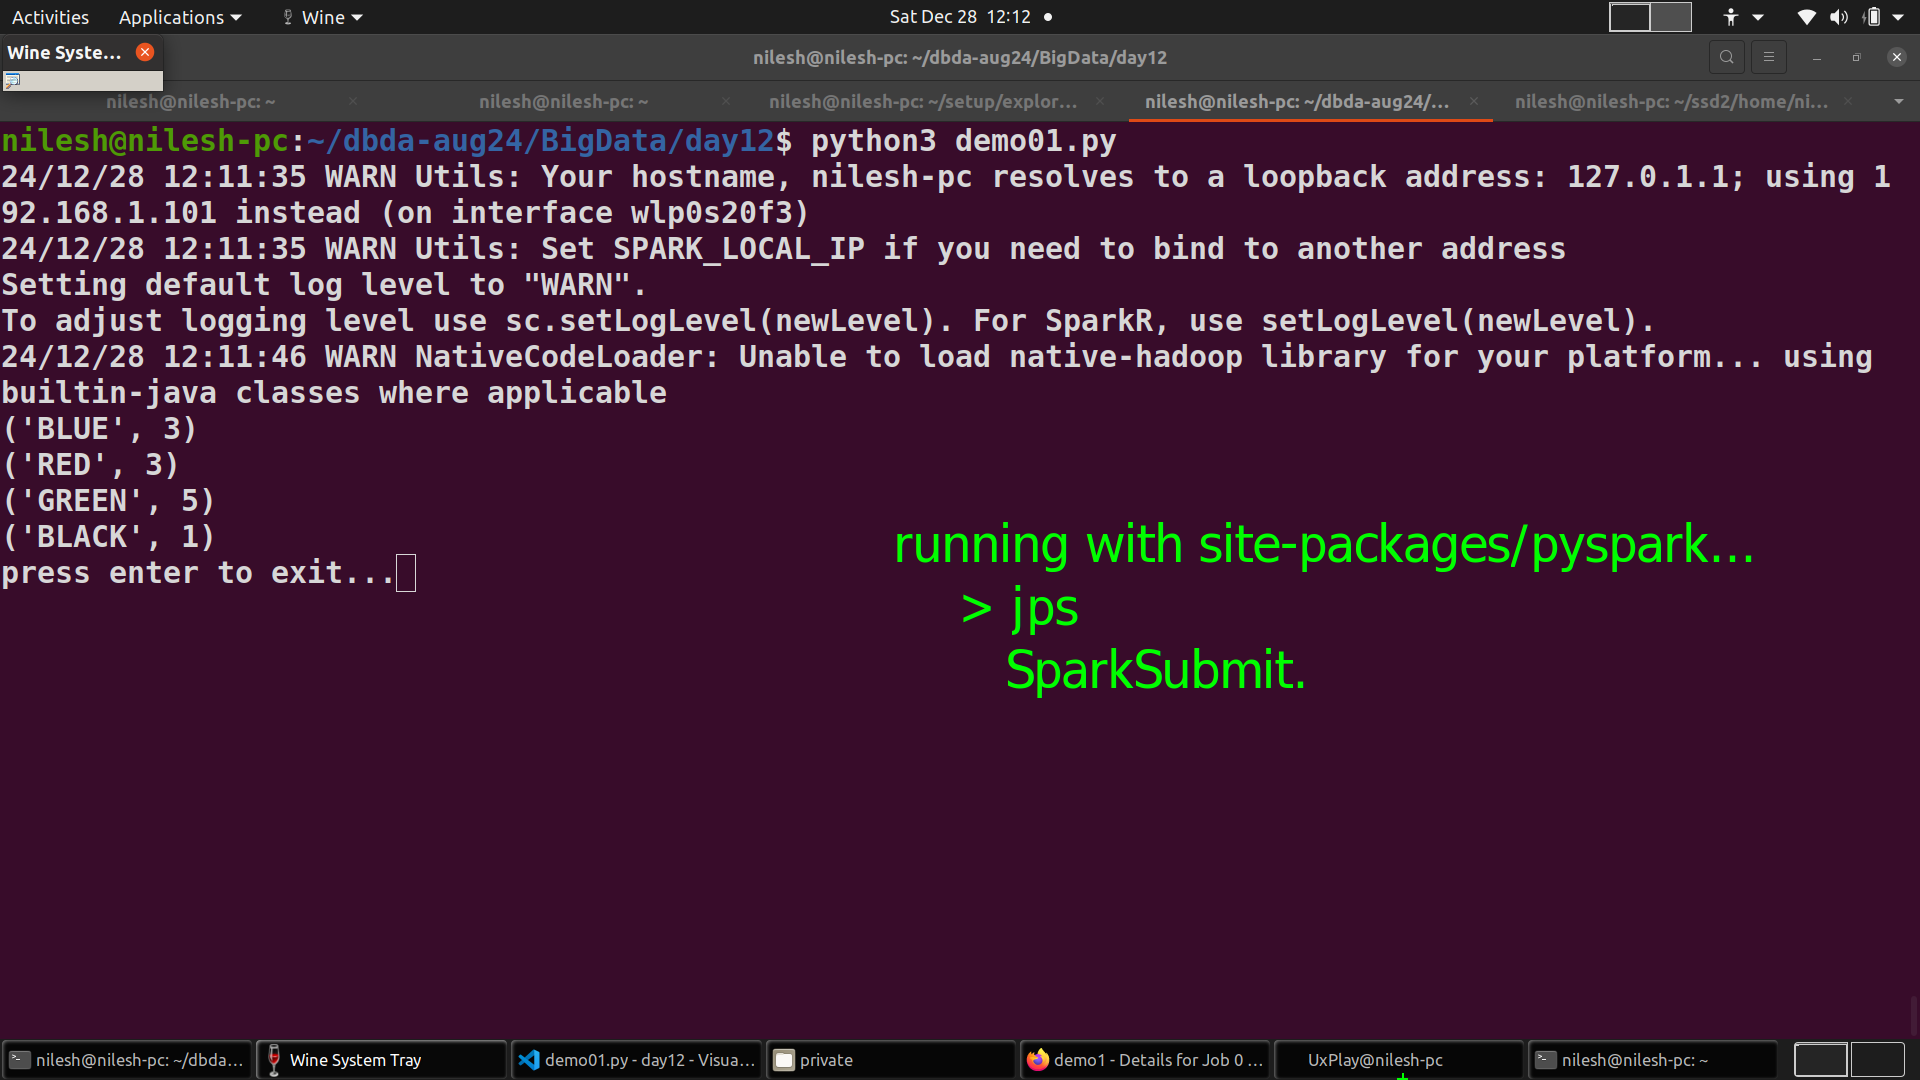 Activities Applications Wine Sat Dec 28 12:12
Wine Syste...
nilesh@nilesh-pc: ~/dbda-aug24/BigData/day12
nilesh@nilesh-pc: ~ nilesh@nilesh-pc: ~ nilesh@nilesh-pc: ~/setup/explor... nilesh@nilesh-pc: ~/dbda-aug24/... nilesh@nilesh-pc: ~/ssd2/home/ni...
nilesh@nilesh-pc:~/dbda-aug24/BigData/day12$ python3 demo01.py
24/12/28 12:11:35 WARN Utils: Your hostname, nilesh-pc resolves to a loopback address: 127.0.1.1; using 1
92.168.1.101 instead (on interface wlp0s20f3)
24/12/28 12:11:35 WARN Utils: Set SPARK_LOCAL_IP if you need to bind to another address
Setting default log level to "WARN".
To adjust logging level use sc.setLogLevel(newLevel). For SparkR, use setLogLevel(newLevel).
24/12/28 12:11:46 WARN NativeCodeLoader: Unable to load native-hadoop library for your platform... using
builtin-java classes where applicable
('BLUE', 3)
('RED', 3)
('GREEN', 5)
('BLACK', 1)
press enter to exit...
running with site-packages/pyspark...
> jps
SparkSubmit.
nilesh@nilesh-pc: ~/dbda... Wine System Tray demo01.py - day12 - Visua... private demo1 - Details for Job 0 ... UxPlay@nilesh-pc nilesh@nilesh-pc: ~